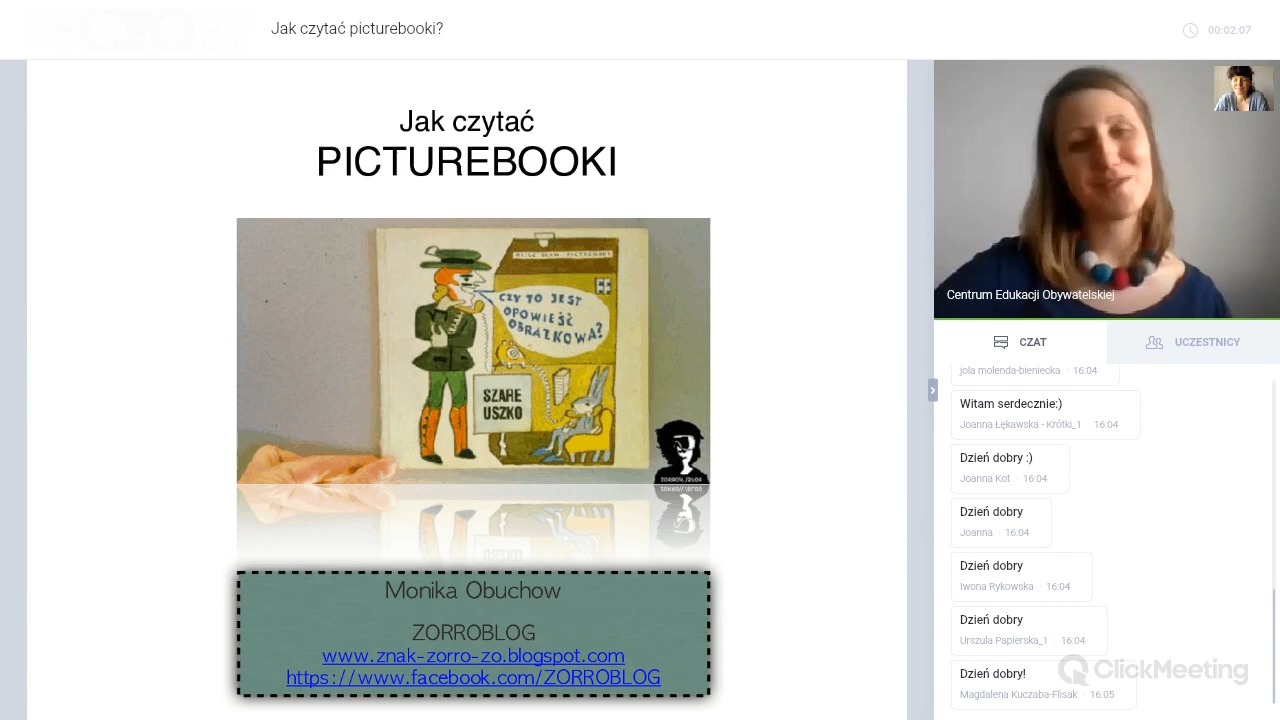 Jak czytać picturebooki?
00:02:07
Jak czytać
PICTUREBOOKI
CZY TO JEST
OPOWIEŚĆ
OBRAZKOWA?
SZARE
USZKO
Monika Obuchow
ZORROBLOG
www.znak-zorro-zo.blogspot.com
https://www.facebook.com/ZORROBLOG
Centrum Edukacji Obywatelskiej
CZAT
UCZESTNICY
jola molenda-bieniecka 16:04
Witam serdecznie:)
Joanna Łękawska - Krótki_1 16:04
Dzień dobry :)
Joanna Kot 16:04
Dzień dobry
Joanna 16:04
Dzień dobry
Iwona Rykowska 16:04
Dzień dobry
Urszula Papierska_1 16:04
Dzień dobry!
Magdalena Kuczaba-Flisak 16:05
ClickMeeting